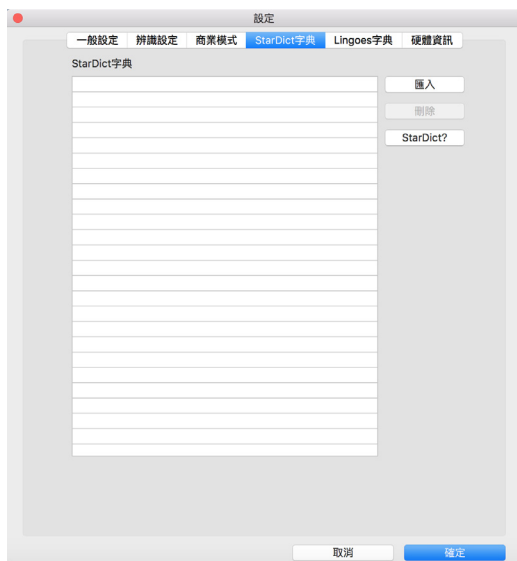 設定
一般設定 辨識設定 商業模式 StarDict字典 Lingoes字典 硬體資訊
StarDict字典
匯入
刪除
StarDict?
取消 確定